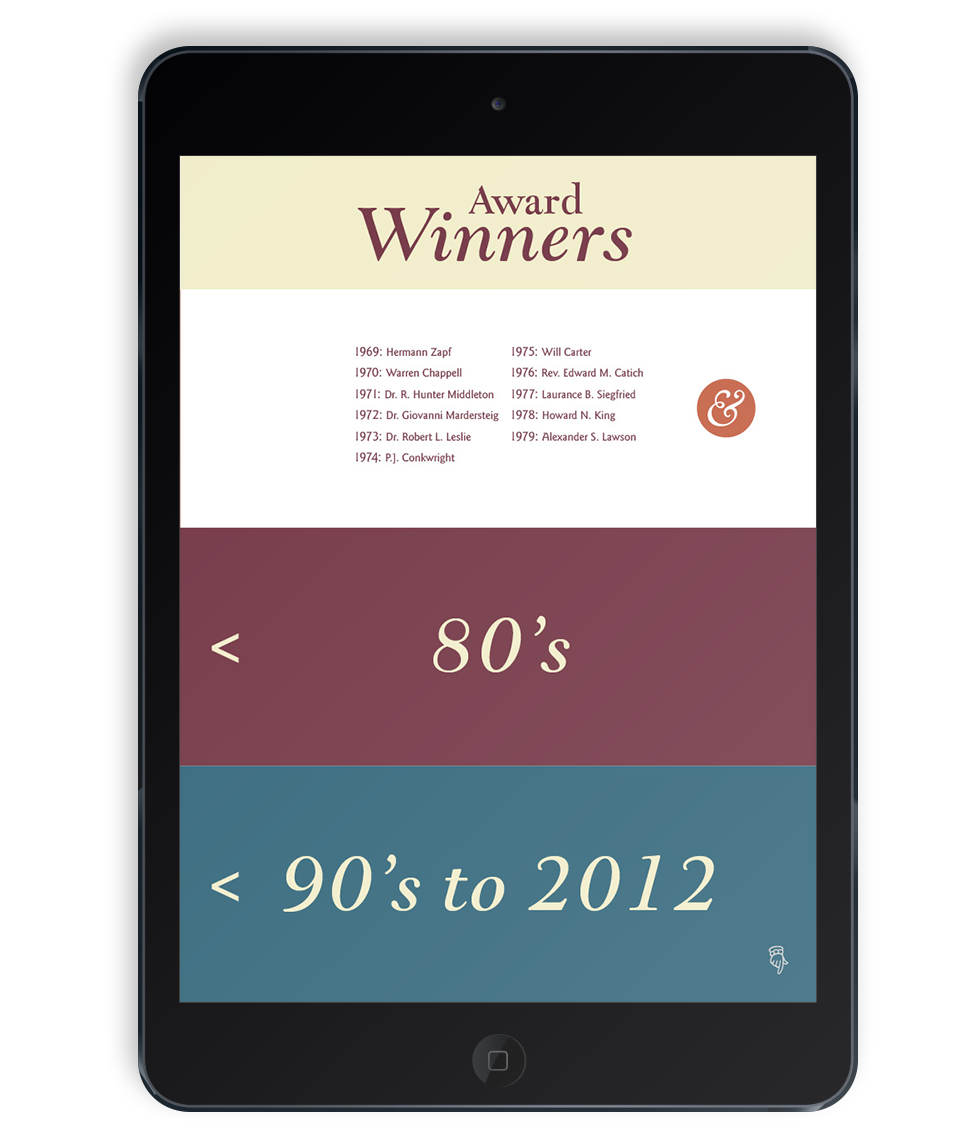 Award
Winners
1969: Hermann Zapf
1970: Warren Chappell
1971: Dr. R. Hunter Middleton
1972: Dr. Giovanni Mardersteig
1973: Dr. Robert L. Leslie
1974: P.J. Conkwright
1975: Will Carter
1976: Rev. Edward M. Catich
1977: Laurance B. Siegfried
1978: Howard N. King
1979: Alexander S. Lawson
&
< 80’s
< 90’s to 2012